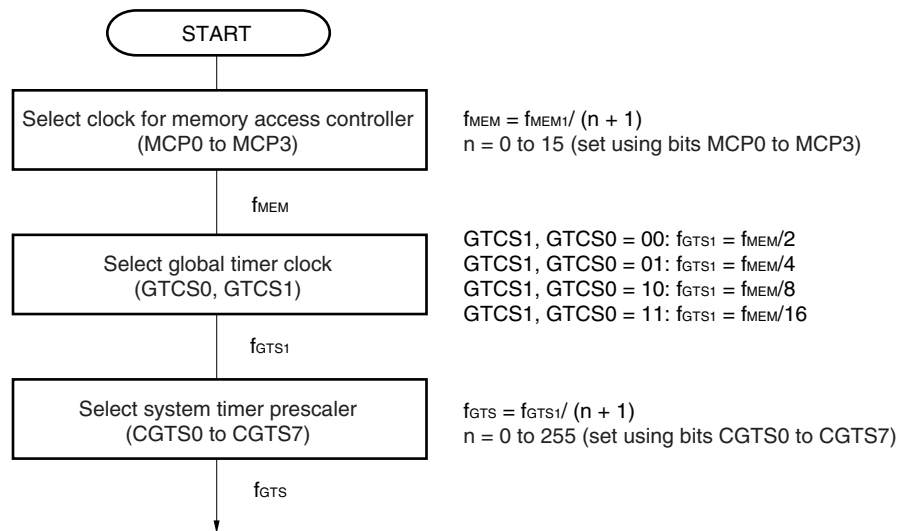 START
Select clock for memory access controller
(MCP0 to MCP3)
fMEM = fMEM1/ (n + 1)
n = 0 to 15 (set using bits MCP0 to MCP3)
fMEM
Select global timer clock
(GTCS0, GTCS1)
GTCS1, GTCS0 = 00: fGTS1 = fMEM/2
GTCS1, GTCS0 = 01: fGTS1 = fMEM/4
GTCS1, GTCS0 = 10: fGTS1 = fMEM/8
GTCS1, GTCS0 = 11: fGTS1 = fMEM/16
fGTS1
Select system timer prescaler
(CGTS0 to CGTS7)
fGTS = fGTS1/ (n + 1)
n = 0 to 255 (set using bits CGTS0 to CGTS7)
fGTS